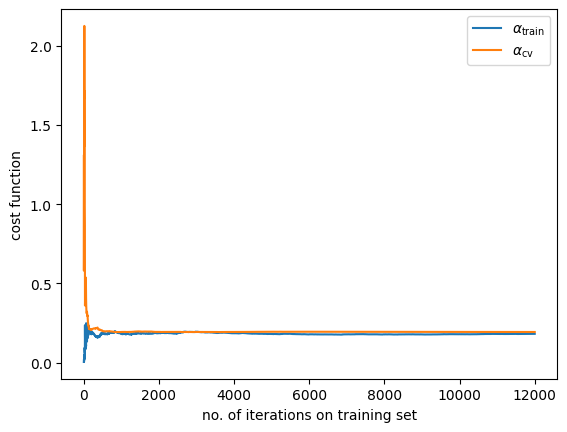 α_train
α_cv
cost function
2.0
1.5
1.0
0.5
0.0
0 2000 4000 6000 8000 10000 12000
no. of iterations on training set